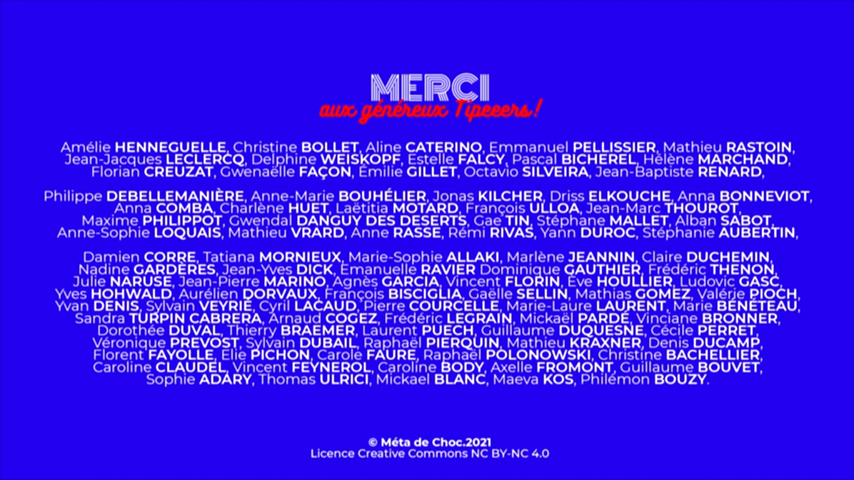 MERCI
aux généreux Tipeeers!
Amélie HENNEGUELLE, Christine BOLLET, Aline CATERINO, Emmanuel PELLISSIER, Mathieu RASTOIN,
Jean-Jacques LECLERCQ, Delphine WEISKOPF, Estelle FALCY, Pascal BICHEREL, Hélène MARCHAND,
Florian CREUZAT, Gwenaëlle FAÇON, Émilie GILLET, Octavio SILVEIRA, Jean-Baptiste RENARD,
Philippe DEBELLEMANIÈRE, Anne-Marie BOUHÉLIER, Jonas KILCHER, Driss ELKOUCHE, Anna BONNEVIOT,
Anna COMBA, Charlène HUET, Laëtitia MOTARD, François ULLOA, Jean-Marc THOUROT,
Maxime PHILIPPOT, Gwendal DANGUY DES DESERTS, Gae TIN, Stéphane MALLET, Alban SABOT,
Anne-Sophie LOQUAIS, Mathieu VRARD, Anne RASSE, Rémi RIVAS, Yann DUROC, Stéphanie AUBERTIN,
Damien CORRE, Tatiana MORNIEUX, Marie-Sophie ALLAKI, Marlène JEANNIN, Claire DUCHEMIN,
Nadine GARDÈRES, Jean-Yves DICK, Emanuelle RAVIER Dominique GAUTHIER, Frédéric THENON,
Julie NARUSE, Jean-Pierre MARINO, Agnès GARCIA, Vincent FLORIN, Ève HOULLIER, Ludovic GASC,
Yves HOHWALD, Aurélien DORVAUX, François BISCIGLIA, Gaëlle SELLIN, Mathias GOMEZ, Valérie PIOCH,
Yvan DENIS, Sylvain VEYRIÉ, Cyril LACAUD, Pierre COURCELLE, Marie-Laure LAURENT, Marie BÉNÉTEAU,
Sandra TURPIN CABRERA, Arnaud COGEZ, Frédéric LEGRAIN, Mickaël PARDÉ, Vinciane BRONNER,
Dorothée DUVAL, Thierry BRAEMER, Laurent PUECH, Guillaume DUQUESNE, Cécile PERRET,
Véronique PREVOST, Sylvain DUBAIL, Raphaël PIERQUIN, Mathieu KRAXNER, Denis DUCAMP,
Florent FAYOLLE, Elie PICHON, Carole FAURE, Raphaël POLONOWSKI, Christine BACHELLIER,
Caroline CLAUDEL, Vincent FEYNEROL, Caroline BODY, Axelle FROMONT, Guillaume BOUVET,
Sophie ADARY, Thomas ULRICI, Mickael BLANC, Maeva KOS, Philémon BOUZY.
© Méta de Choc.2021
Licence Creative Commons NC BY-NC 4.0